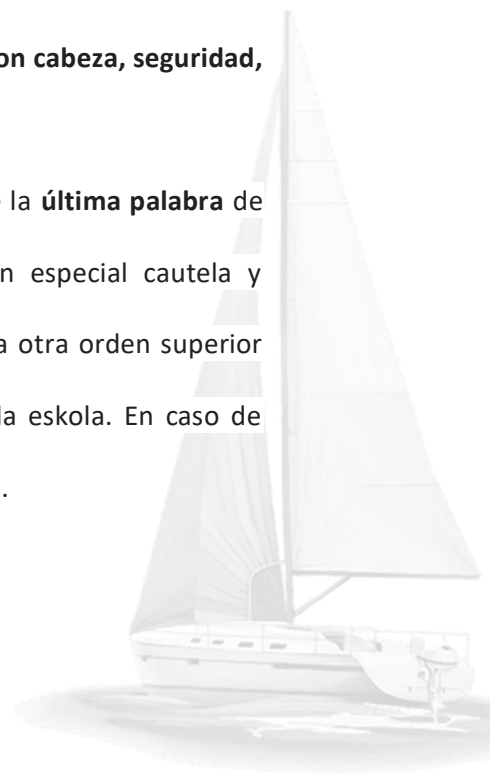 on cabeza, seguridad,
la última palabra de
n especial cautela y
a otra orden superior
la eskola. En caso de
.